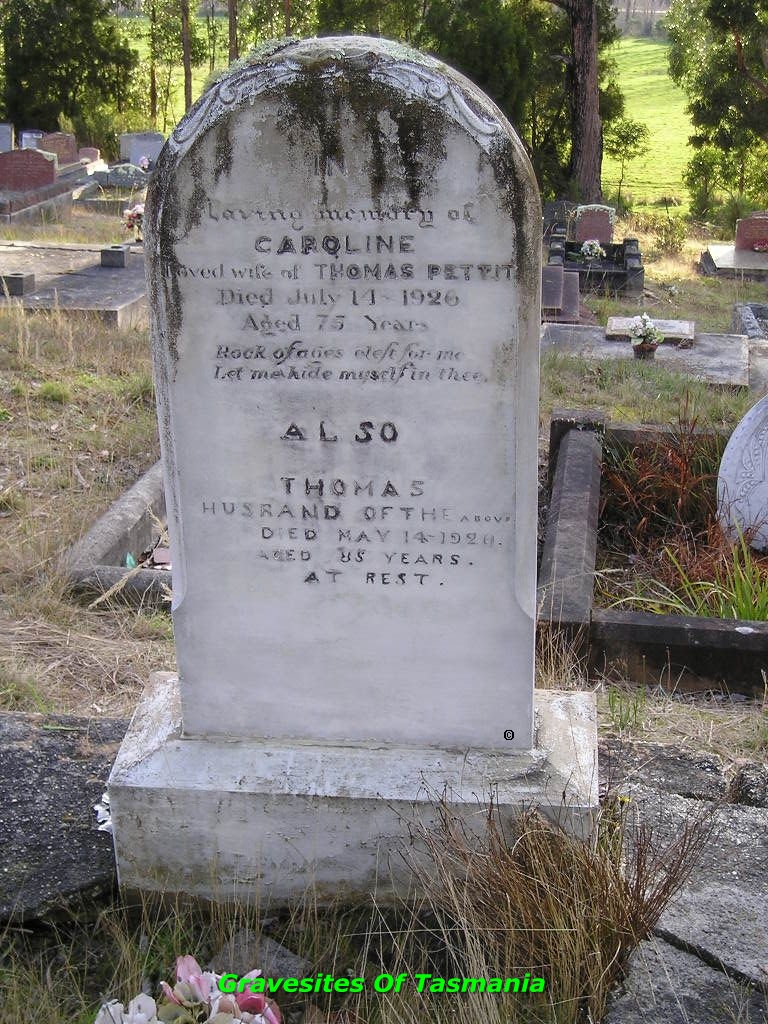 IN
Loving memory of
CAROLINE
Loved wife of THOMAS PETTIT
Died July 14 1926
Aged 75 Years
Rock of ages cleft for me
Let me hide myself in thee.
ALSO
THOMAS
HUSBAND OF THE ABOVE
DIED MAY 14
AGED 85 YEARS.
AT REST.
©
Gravesites Of Tasmania